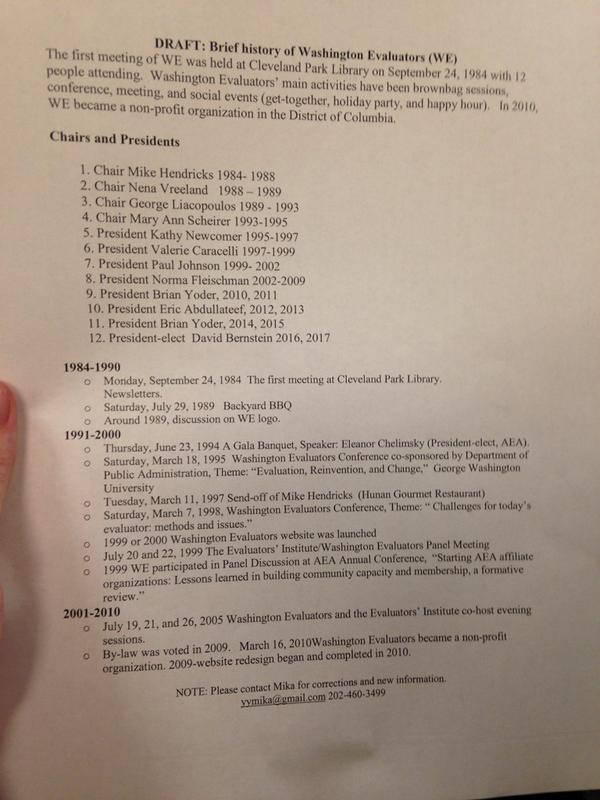 DRAFT: Brief history of Washington Evaluators (WE)
The first meeting of WE was held at Cleveland Park Library on September 24, 1984 with 12
people attending. Washington Evaluators' main activities have been brownbag sessions,
conference, meeting, and social events (get-together, holiday party, and happy hour). In 2010,
WE became a non-profit organization in the District of Columbia.
Chairs and Presidents
1. Chair Mike Hendricks 1984- 1988
2. Chair Nena Vreeland 1988 – 1989
3. Chair George Liacopoulos 1989 - 1993
4. Chair Mary Ann Scheirer 1993-1995
5. President Kathy Newcomer 1995-1997
6. President Valerie Caracelli 1997-1999
7. President Paul Johnson 1999- 2002
8. President Norma Fleischman 2002-2009
9. President Brian Yoder, 2010, 2011
10. President Eric Abdullateef, 2012, 2013
11. President Brian Yoder, 2014, 2015
12. President-elect David Bernstein 2016, 2017
1984-1990
o Monday, September 24, 1984 The first meeting at Cleveland Park Library.
Newsletters.
o Saturday, July 29, 1989 Backyard BBQ
o Around 1989, discussion on WE logo.
1991-2000
o Thursday, June 23, 1994 A Gala Banquet, Speaker: Eleanor Chelimsky (President-elect, AEA).
o Saturday, March 18, 1995 Washington Evaluators Conference co-sponsored by Department of
Public Administration, Theme: "Evaluation, Reinvention, and Change," George Washington
University
o Tuesday, March 11, 1997 Send-off of Mike Hendricks (Hunan Gourmet Restaurant)
o Saturday, March 7, 1998, Washington Evaluators Conference, Theme: " Challenges for today's
evaluator: methods and issues."
o 1999 or 2000 Washington Evaluators website was launched
o July 20 and 22, 1999 The Evaluators' Institute/Washington Evaluators Panel Meeting
o 1999 WE participated in Panel Discussion at AEA Annual Conference, "Starting AEA affiliate
organizations: Lessons learned in building community capacity and membership, a formative
review."
2001-2010
o July 19, 21, and 26, 2005 Washington Evaluators and the Evaluators' Institute co-host evening
sessions.
o By-law was voted in 2009. March 16, 2010Washington Evaluators became a non-profit
organization. 2009-website redesign began and completed in 2010.
NOTE: Please contact Mika for corrections and new information.
yymika@gmail.com 202-460-3499